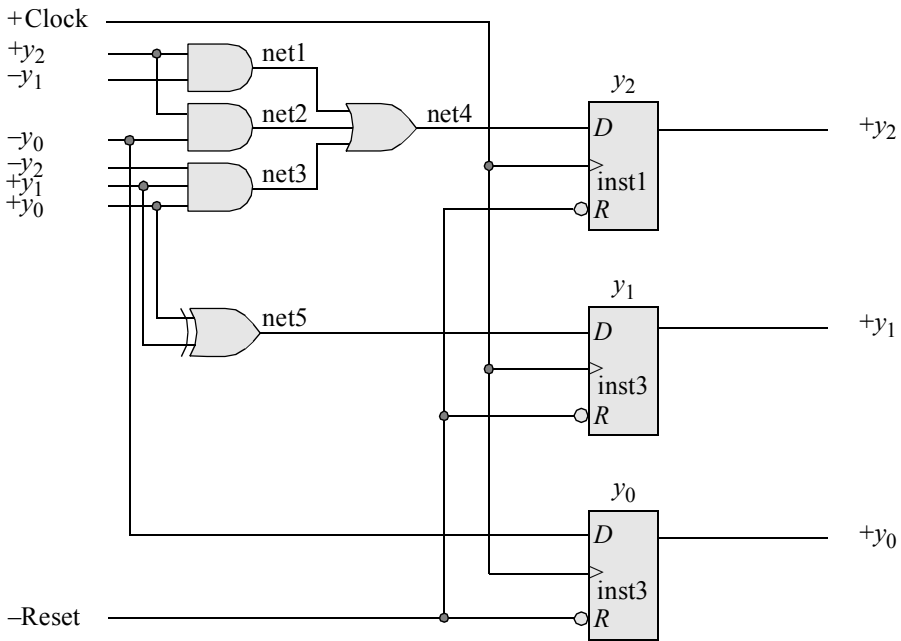 +Clock
+y₂
–y₁
–y₀
–y₂
+y₁
+y₀
net1
net2
net3
net4
y₂
D
inst1
R
+y₂
net5
y₁
D
inst3
R
+y₁
y₀
D
inst3
R
+y₀
–Reset